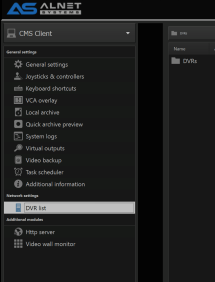 ALNET
SYSTEMS
CMS Client
General settings
General settings
Joysticks & controllers
Keyboard shortcuts
VCA overlay
Local archive
Quick archive preview
System logs
Virtual outputs
Video backup
Task scheduler
Additional information
Network settings
DVR list
Additional modules
Http server
Video wall monitor
Name
DVRs